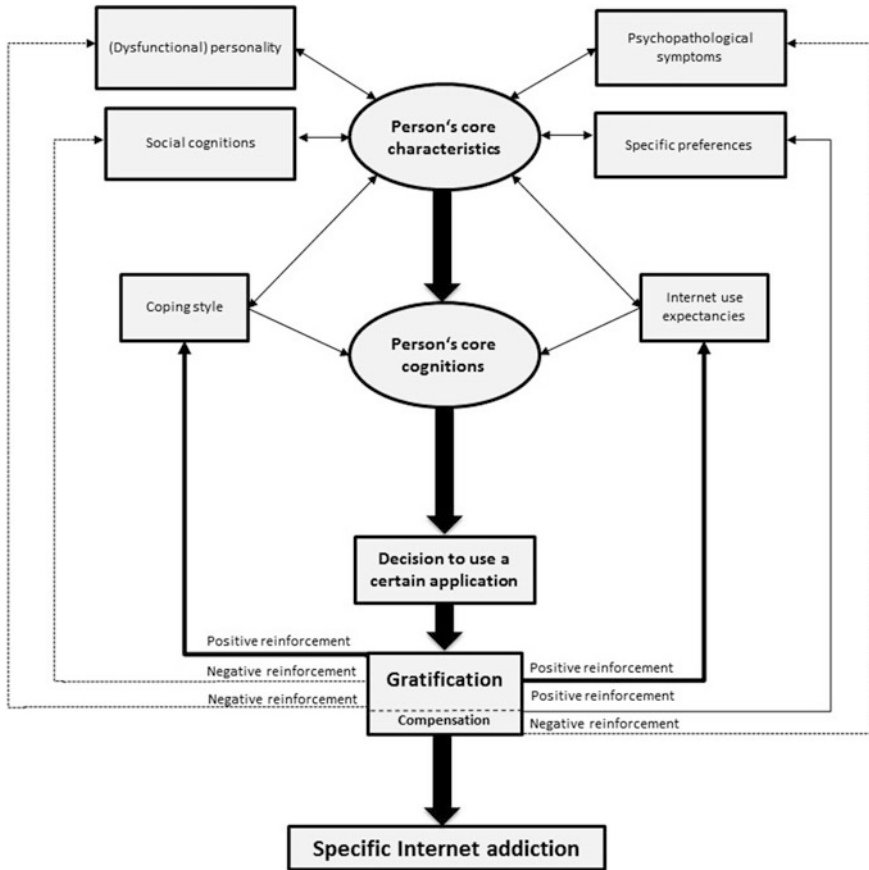 (Dysfunctional) personality
Psychopathological
symptoms
Person‘s core
characteristics
Social cognitions
Specific preferences
Coping style
Internet use
expectancies
Person‘s core
cognitions
Decision to use a
certain application
Positive reinforcement
Negative reinforcement
Negative reinforcement
Gratification
Compensation
Positive reinforcement
Positive reinforcement
Negative reinforcement
Specific Internet addiction